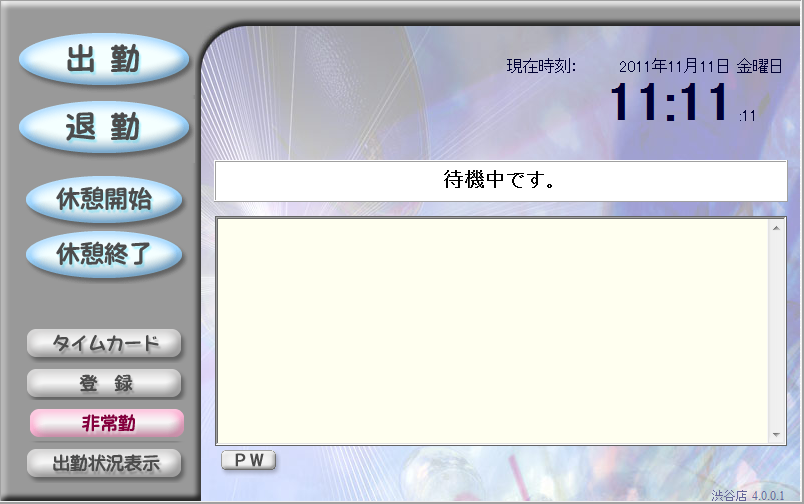 出 勤
退 勤
休憩開始
休憩終了
タイムカード
登 録
非常勤
出勤状況表示
現在時刻: 2011年11月11日 金曜日
11:11 :11
待機中です。
PW
渋谷店 4.0.0.1